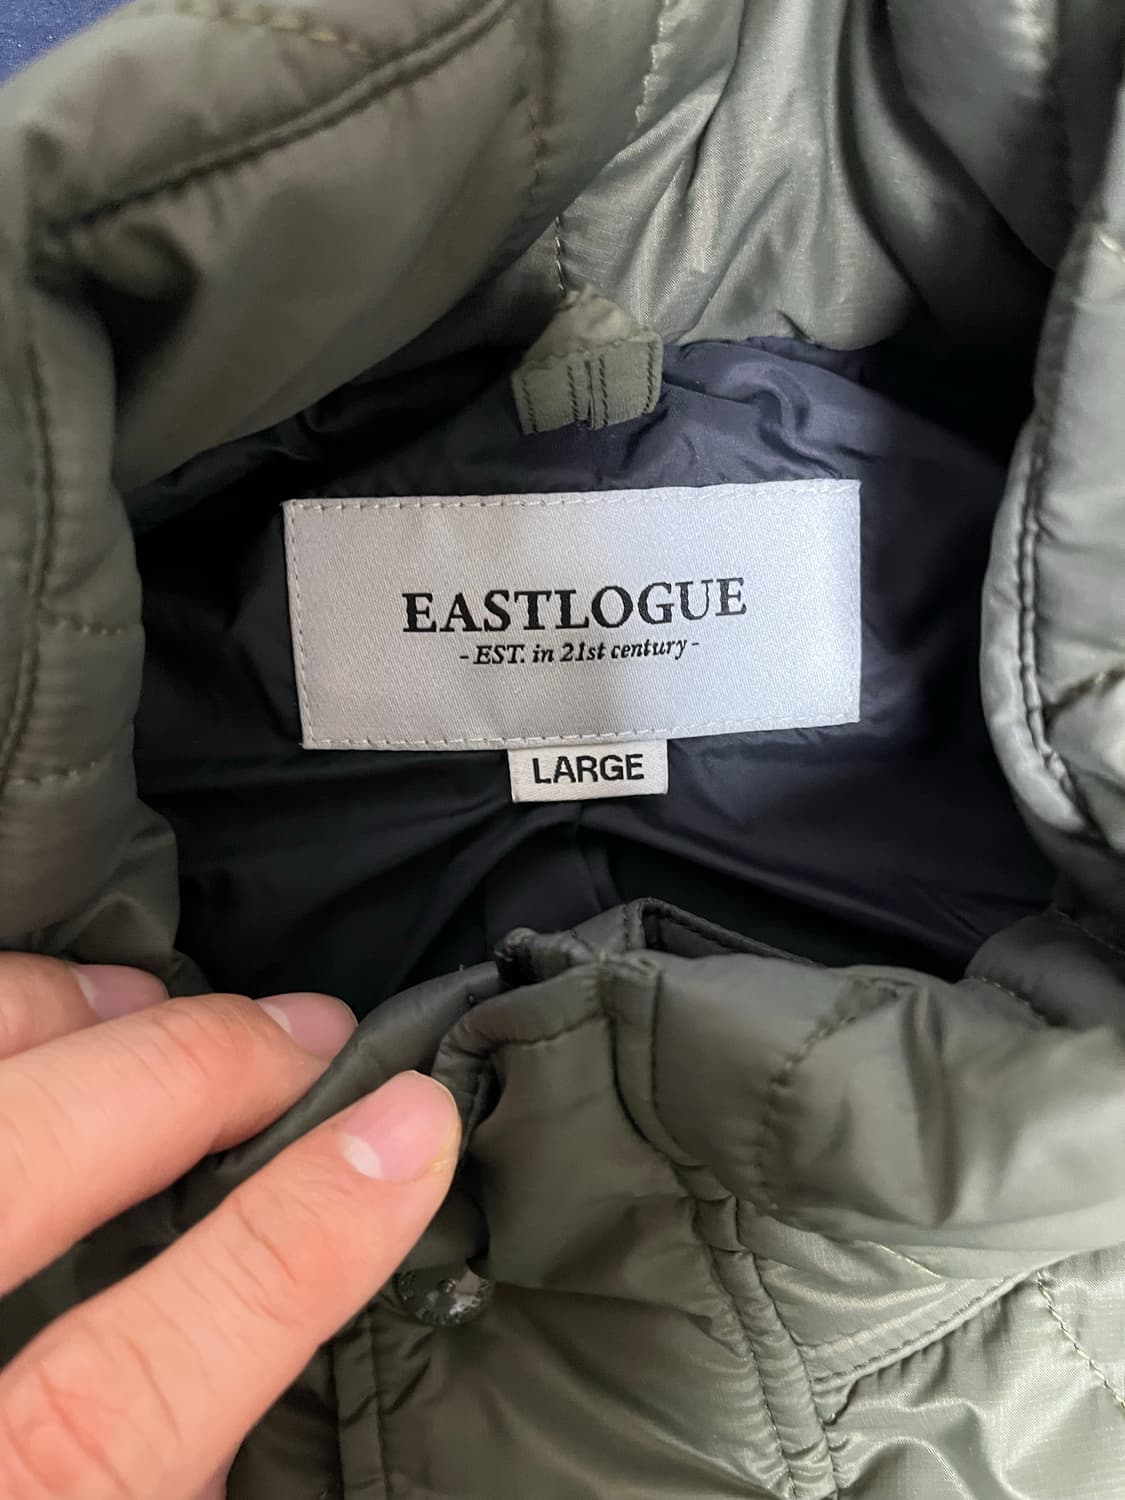 EASTLOGUE
- EST. in 21st century -
LARGE